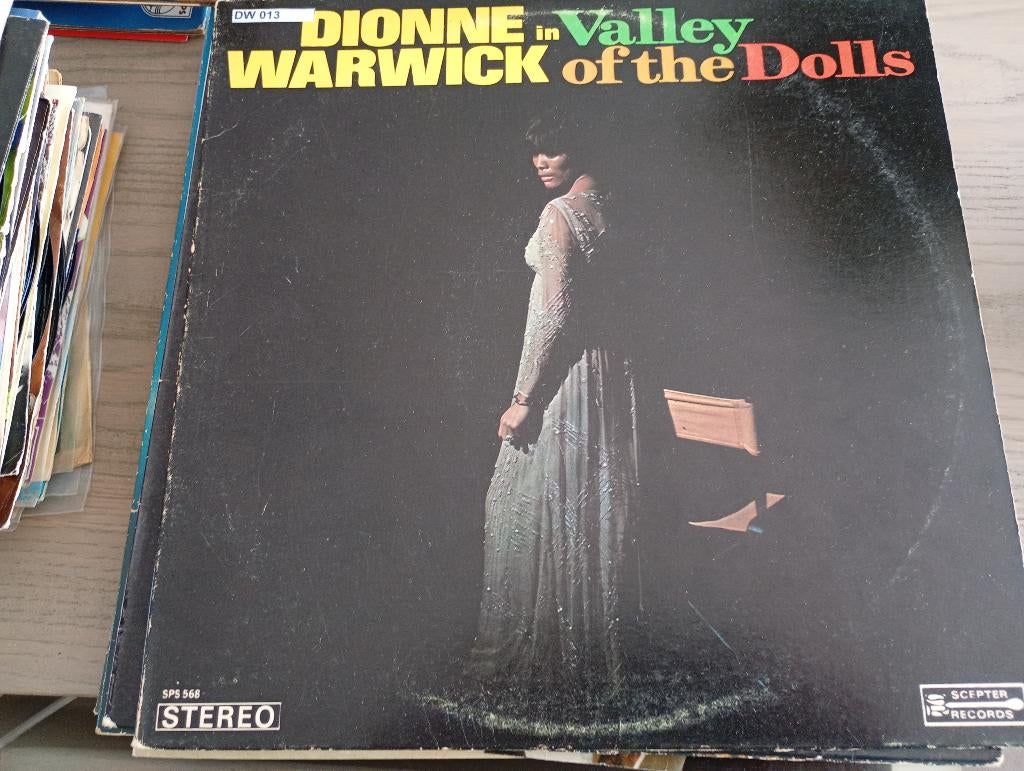 DW 013
DIONNE in Valley
WARWICK of the Dolls
SPS 568
STEREO
SCEPTER
RECORDS